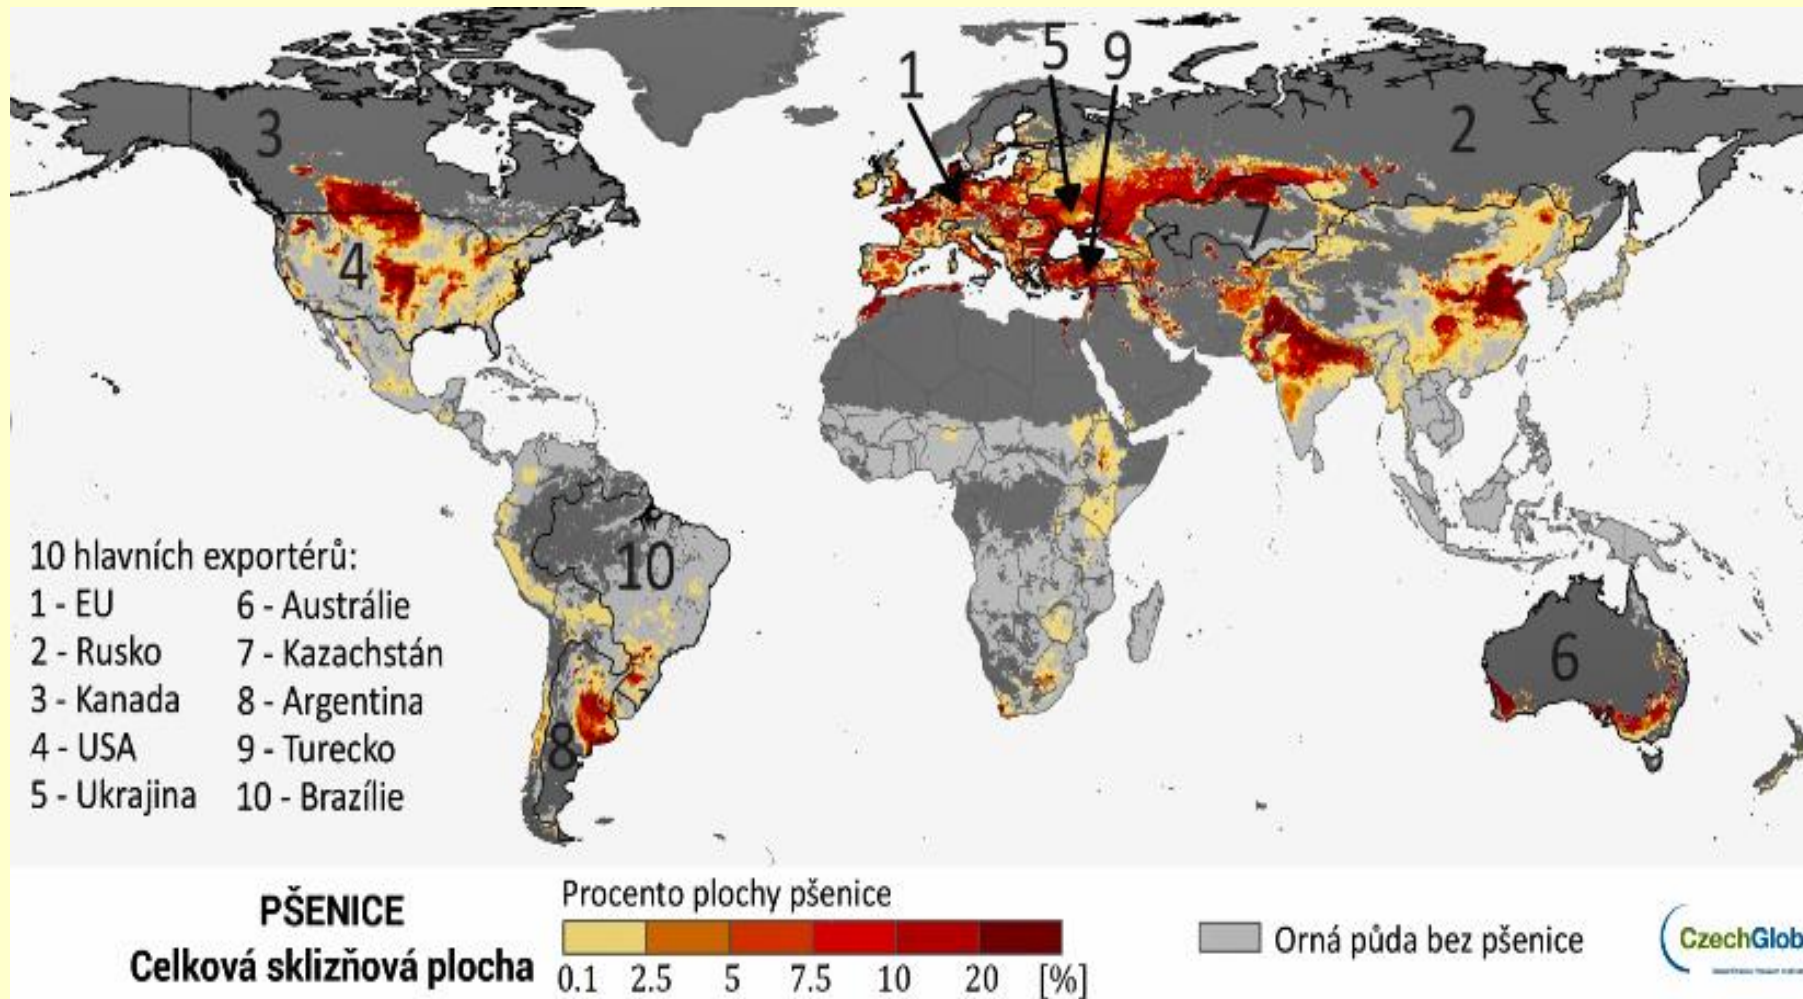 1
5
9
3
2
4
7
10
6
8
10 hlavních exportérů:
1 - EU
2 - Rusko
3 - Kanada
4 - USA
5 - Ukrajina
6 - Austrálie
7 - Kazachstán
8 - Argentina
9 - Turecko
10 - Brazílie
PŠENICE
Celková sklizňová plocha
Procento plochy pšenice
0.1 2.5 5 7.5 10 20 [%]
Orná půda bez pšenice
CzechGlob